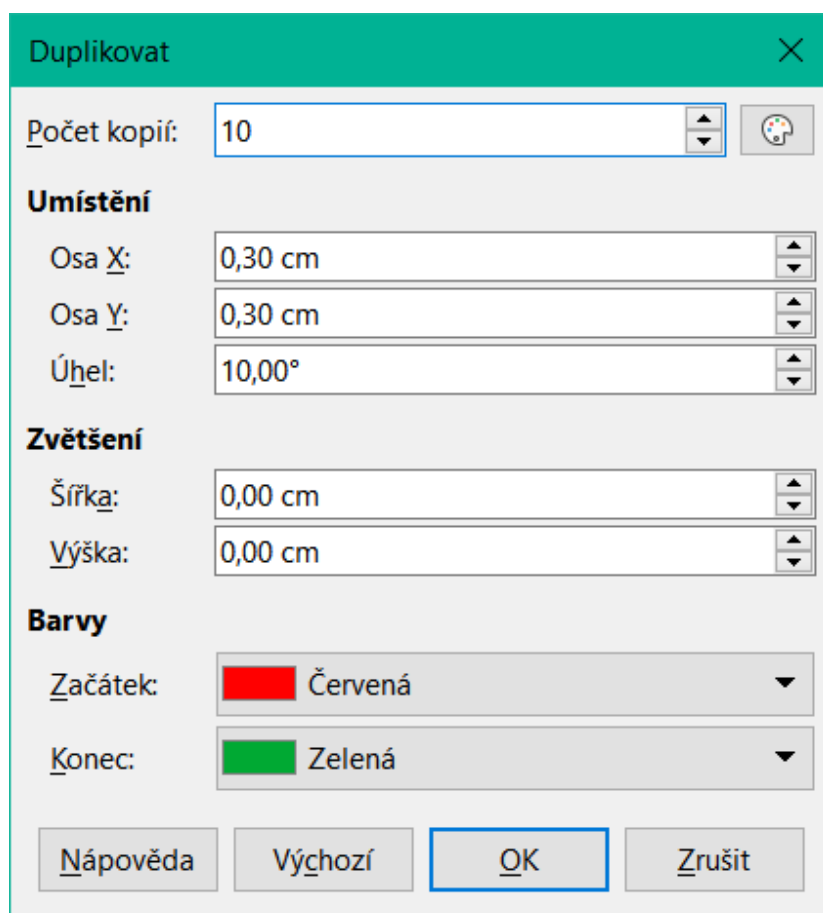 Duplikovat
Počet kopií: 10
Umístění
Osa X: 0,30 cm
Osa Y: 0,30 cm
Úhel: 10,00°
Zvětšení
Šířka: 0,00 cm
Výška: 0,00 cm
Barvy
Začátek: Červená
Konec: Zelená
Nápověda Výchozí OK Zrušit